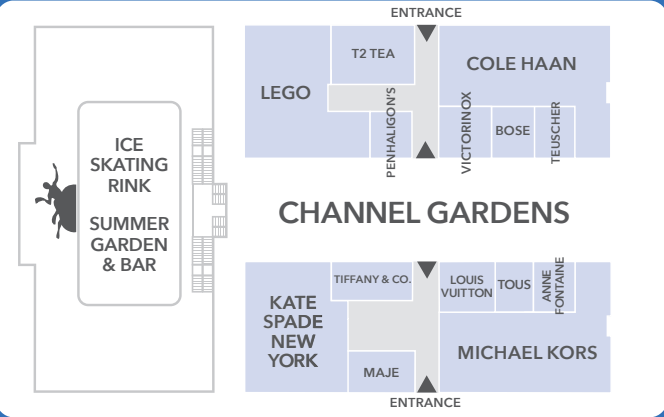 ENTRANCE
T2 TEA
COLE HAAN
LEGO
PENHALIGON'S
VICTORINOX
BOSE
TEUSCHER
ICE
SKATING
RINK
SUMMER
GARDEN
& BAR
CHANNEL GARDENS
TIFFANY & CO.
LOUIS
VUITTON
TOUS
ANNE
FONTAINE
KATE
SPADE
NEW
YORK
MICHAEL KORS
MAJE
ENTRANCE